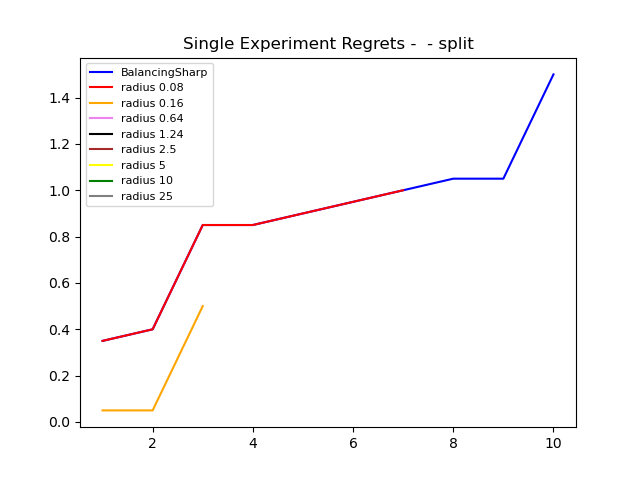 Single Experiment Regrets -  - split
BalancingSharp
radius 0.08
radius 0.16
radius 0.64
radius 1.24
radius 2.5
radius 5
radius 10
radius 25
1.4
1.2
1.0
0.8
0.6
0.4
0.2
0.0
2 4 6 8 10